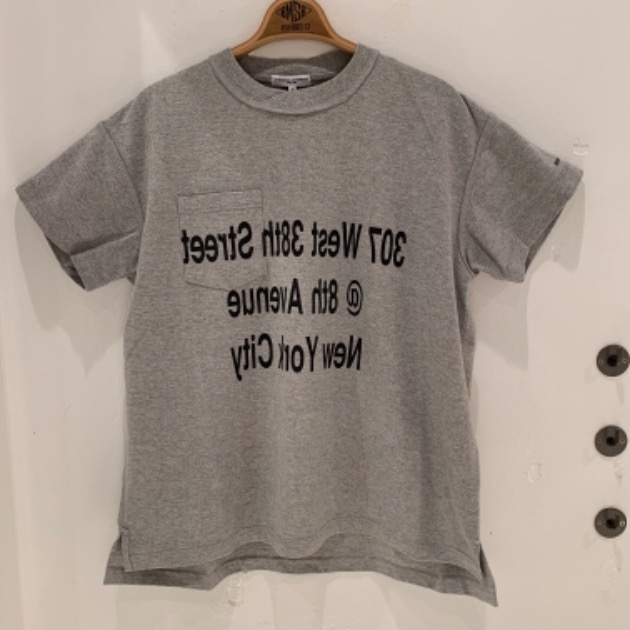 307 West 38th Street
@ 8th Avenue
New York City